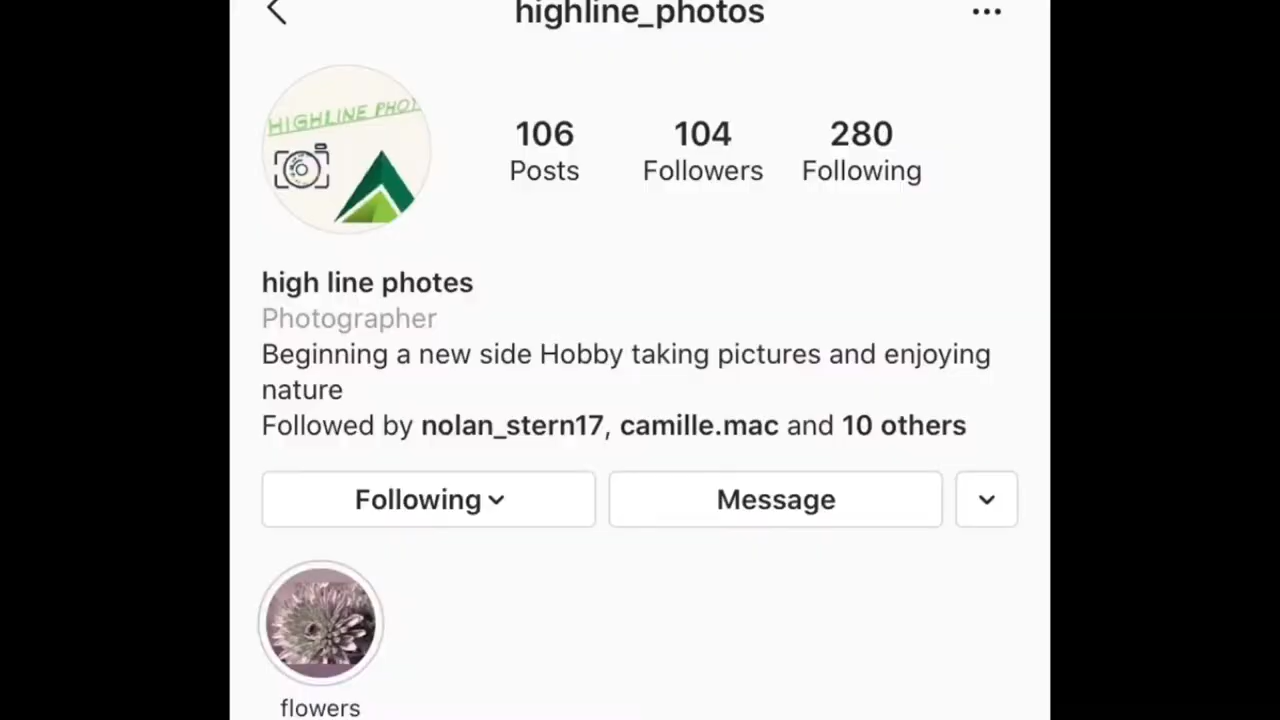 highline_photos
HIGHLINE PHOT
106 104 280
Posts Followers Following
high line photes
Photographer
Beginning a new side Hobby taking pictures and enjoying
nature
Followed by nolan_stern17, camille.mac and 10 others
Following Message
flowers